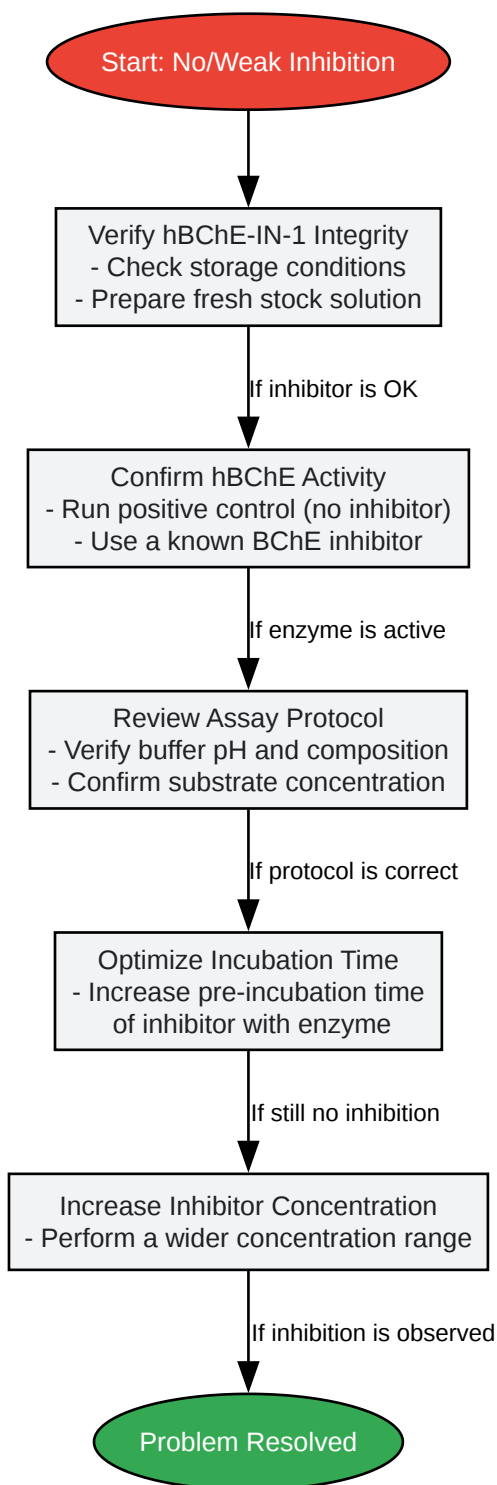 Start: No/Weak Inhibition
Verify hBChE-IN-1 Integrity
- Check storage conditions
- Prepare fresh stock solution
If inhibitor is OK
Confirm hBChE Activity
- Run positive control (no inhibitor)
- Use a known BChE inhibitor
If enzyme is active
Review Assay Protocol
- Verify buffer pH and composition
- Confirm substrate concentration
If protocol is correct
Optimize Incubation Time
- Increase pre-incubation time
of inhibitor with enzyme
If still no inhibition
Increase Inhibitor Concentration
- Perform a wider concentration range
If inhibition is observed
Problem Resolved